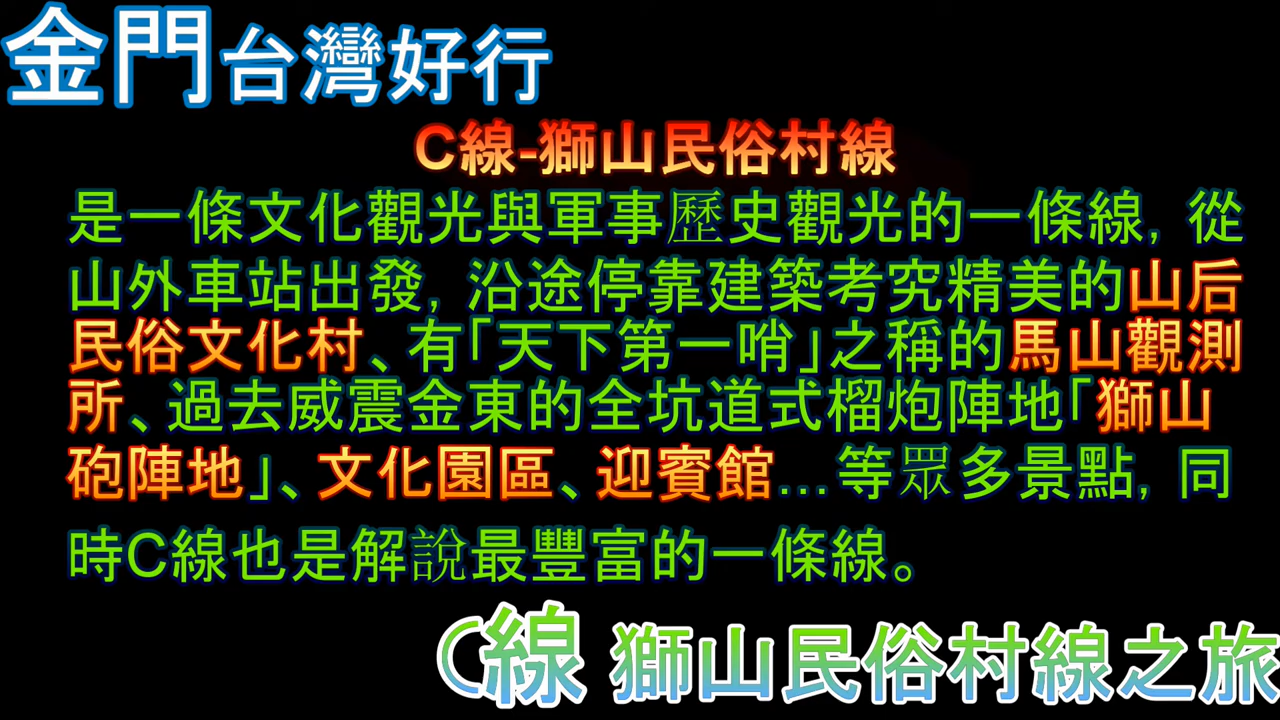 金門台灣好行
C線-獅山民俗村線
是一條文化觀光與軍事歷史觀光的一條線，從
山外車站出發，沿途停靠建築考究精美的山后
民俗文化村、有「天下第一哨」之稱的馬山觀測
所、過去威震金東的全坑道式榴炮陣地「獅山
砲陣地」、文化園區、迎賓館...等眾多景點，同
時C線也是解說最豐富的一條線。
C線 獅山民俗村線之旅